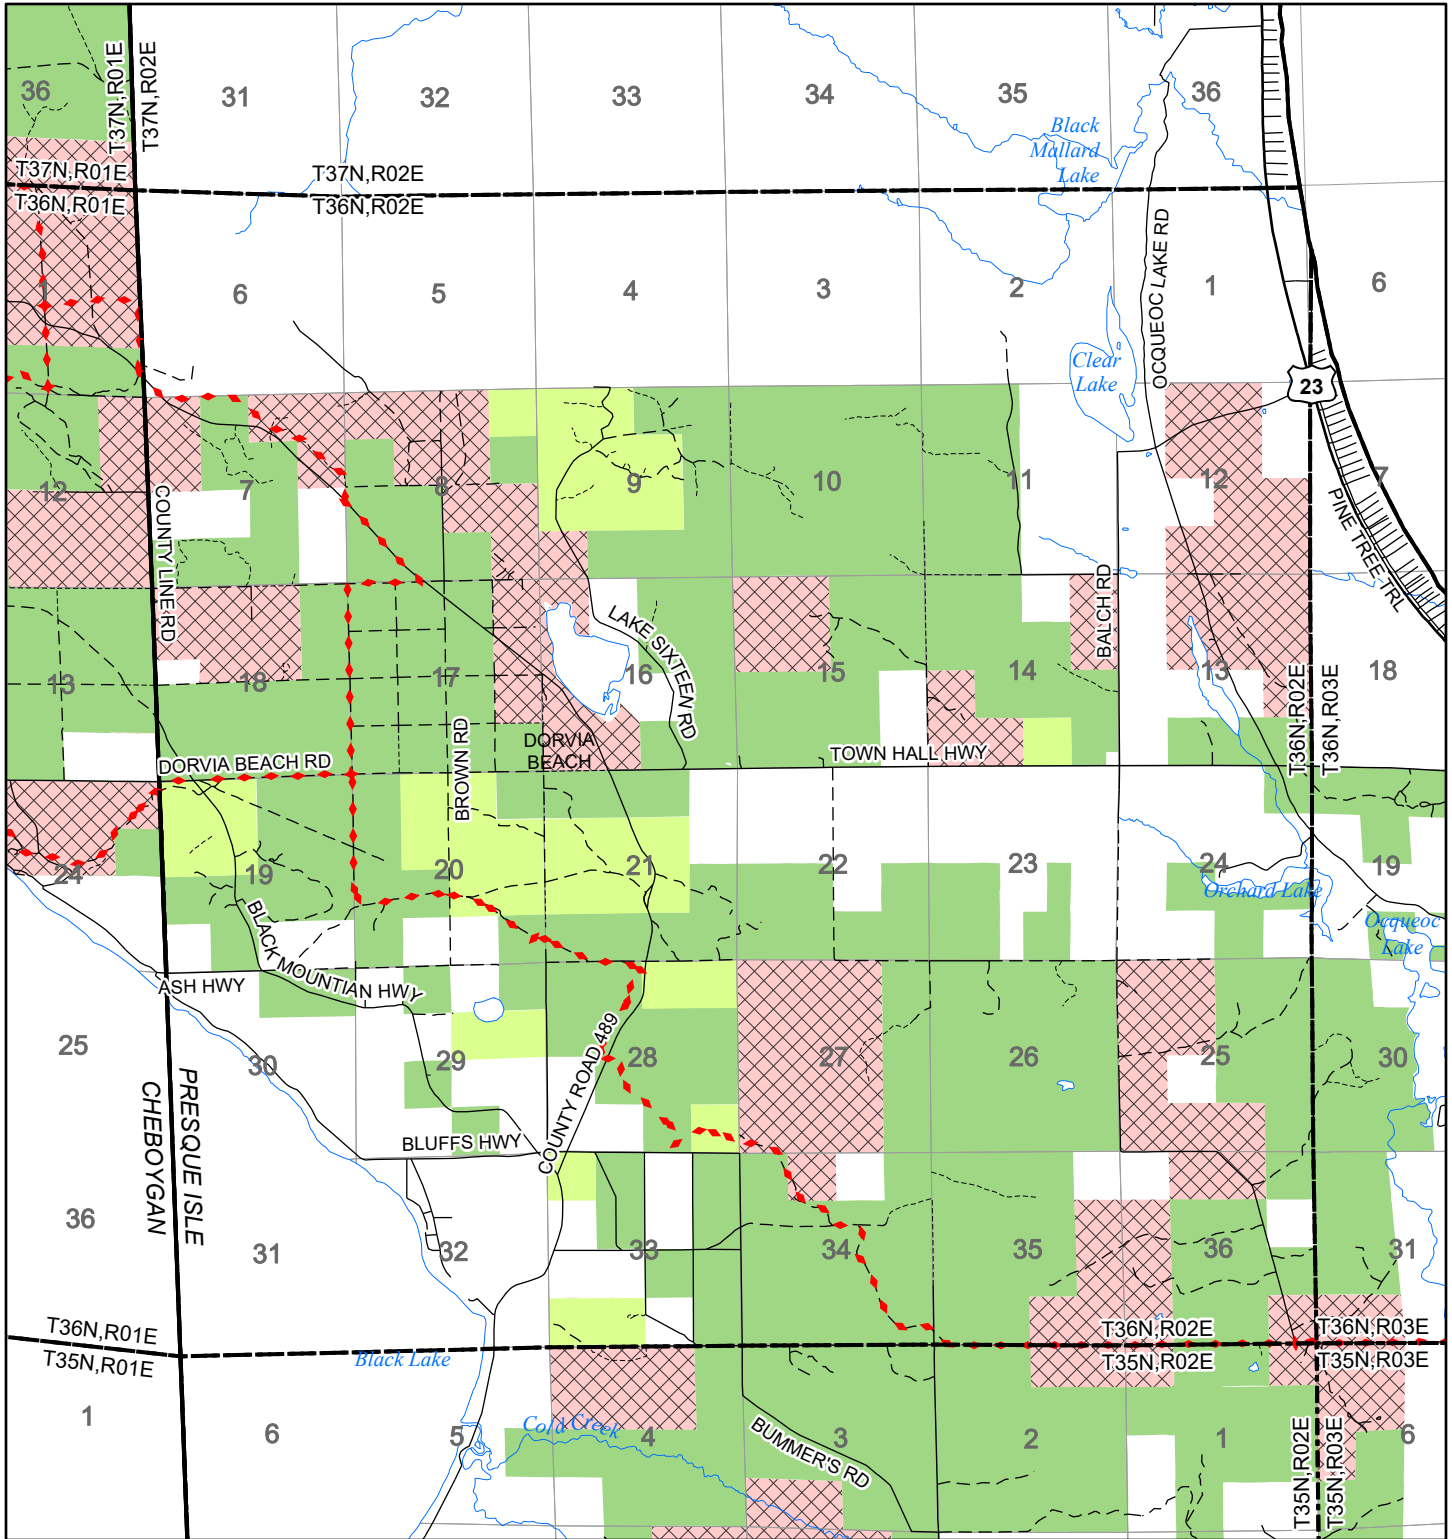 T37N,R01E
T37N,R02E
36
31
32
33
34
35
36
Black
Mallard
Lake
T37N,R01E
T36N,R01E
T37N,R02E
T36N,R02E
1
6
5
4
3
2
1
6
OCQUEOC LAKE RD
Clear
Lake
23
12
7
8
9
10
11
12
7
PINE TREE TRL
COUNTY LINE RD
BALCH RD
LAKE SIXTEEN RD
13
18
17
16
15
14
13
18
T36N,R02E
T36N,R03E
BROWN RD
DORVIA
BEACH
DORVIA BEACH RD
TOWN HALL HWY
24
19
20
21
22
23
24
19
Orchard Lake
Ocqueoc
Lake
BLACK MOUNTIAN HWY
ASH HWY
25
30
29
28
27
26
25
30
COUNTY ROAD 489
CHEBOYGAN
PRESQUE ISLE
BLUFFS HWY
36
31
32
33
34
35
36
31
T36N,R01E
T35N,R01E
T36N,R02E
T35N,R02E
T36N,R03E
T35N,R03E
Black Lake
1
6
5
Cold Creek
4
3
2
1
6
BUMMER'S RD
T35N,R02E
T35N,R03E